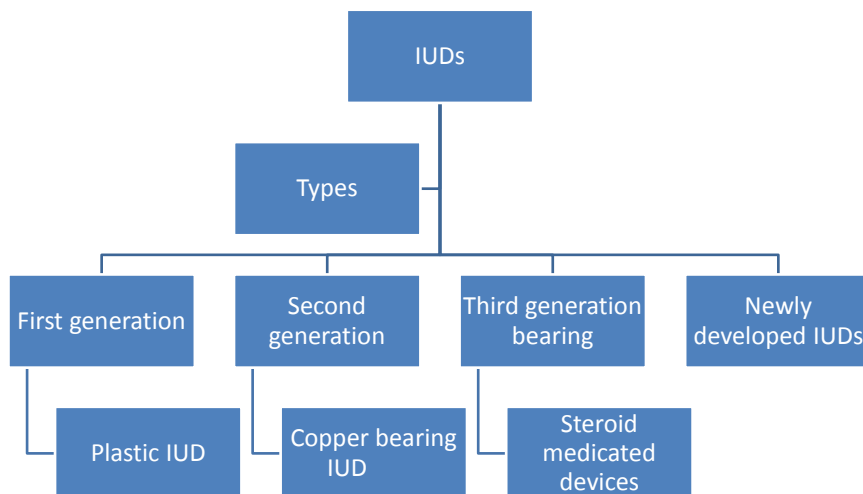 IUDs
Types
First generation
Second
generation
Third generation
bearing
Newly
developed IUDs
Plastic IUD
Copper bearing
IUD
Steroid
medicated
devices